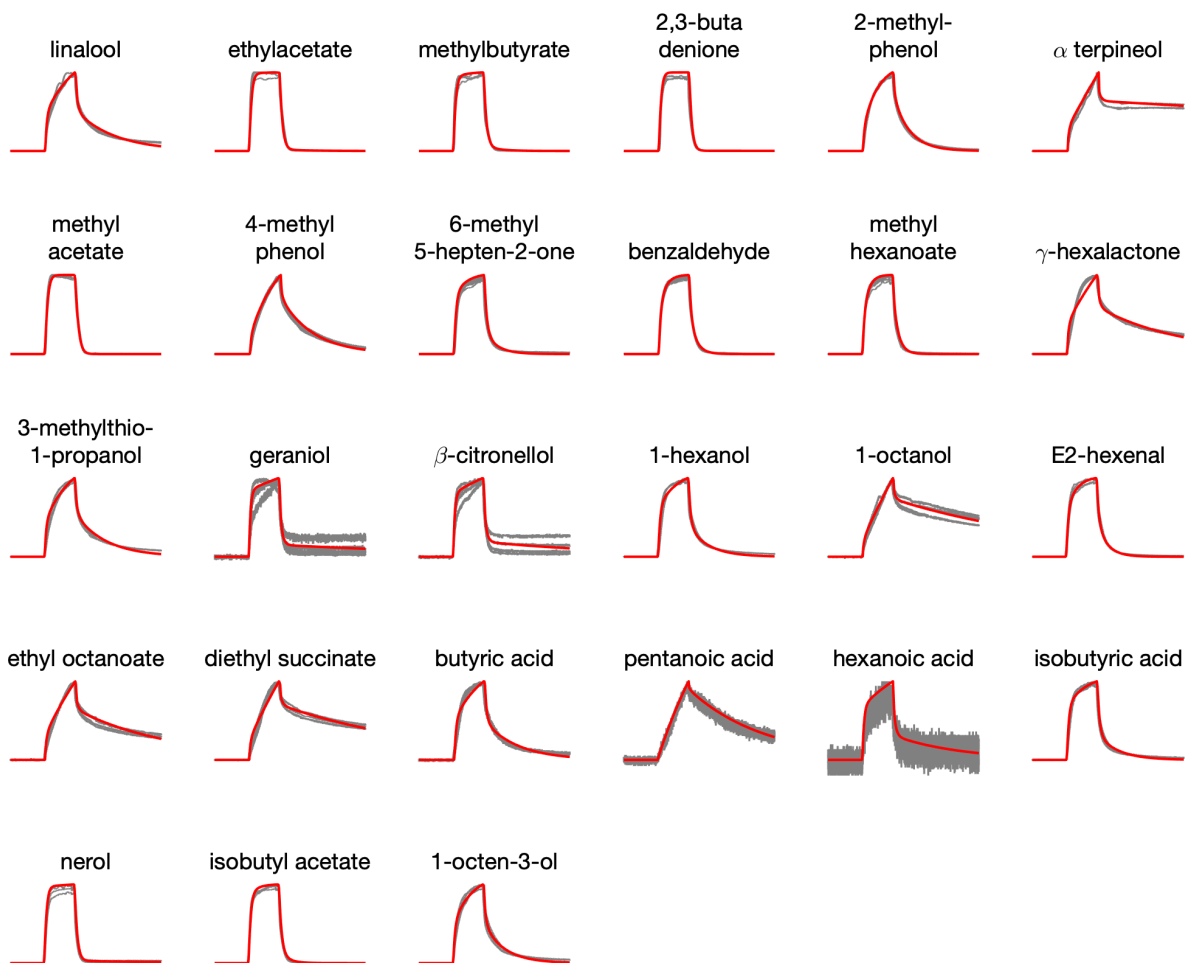 linalool
ethylacetate
methylbutyrate
2,3-buta
denione
2-methyl-
phenol
α terpineol
methyl
acetate
4-methyl
phenol
6-methyl
5-hepten-2-one
benzaldehyde
methyl
hexanoate
γ-hexalactone
3-methylthio-
1-propanol
geraniol
β-citronellol
1-hexanol
1-octanol
E2-hexenal
ethyl octanoate
diethyl succinate
butyric acid
pentanoic acid
hexanoic acid
isobutyric acid
nerol
isobutyl acetate
1-octen-3-ol